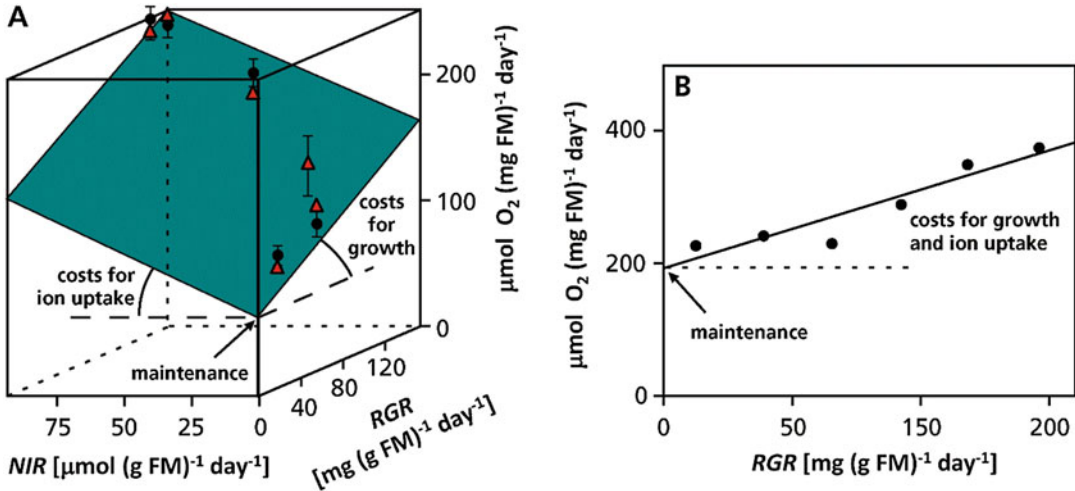 A
200
100
0
μmol O₂ (mg FM)⁻¹ day⁻¹)
costs
for
growth
costs for
ion uptake
maintenance
120
80
40
0
RGR
[mg (g FM)⁻¹ day⁻¹]
75
50
25
0
NIR [μmol (g FM)⁻¹ day⁻¹]
B
400
200
0
μmol O₂ (mg FM)⁻¹ day⁻¹)
costs for growth
and ion uptake
maintenance
0
50
100
150
200
RGR [mg (g FM)⁻¹ day⁻¹]